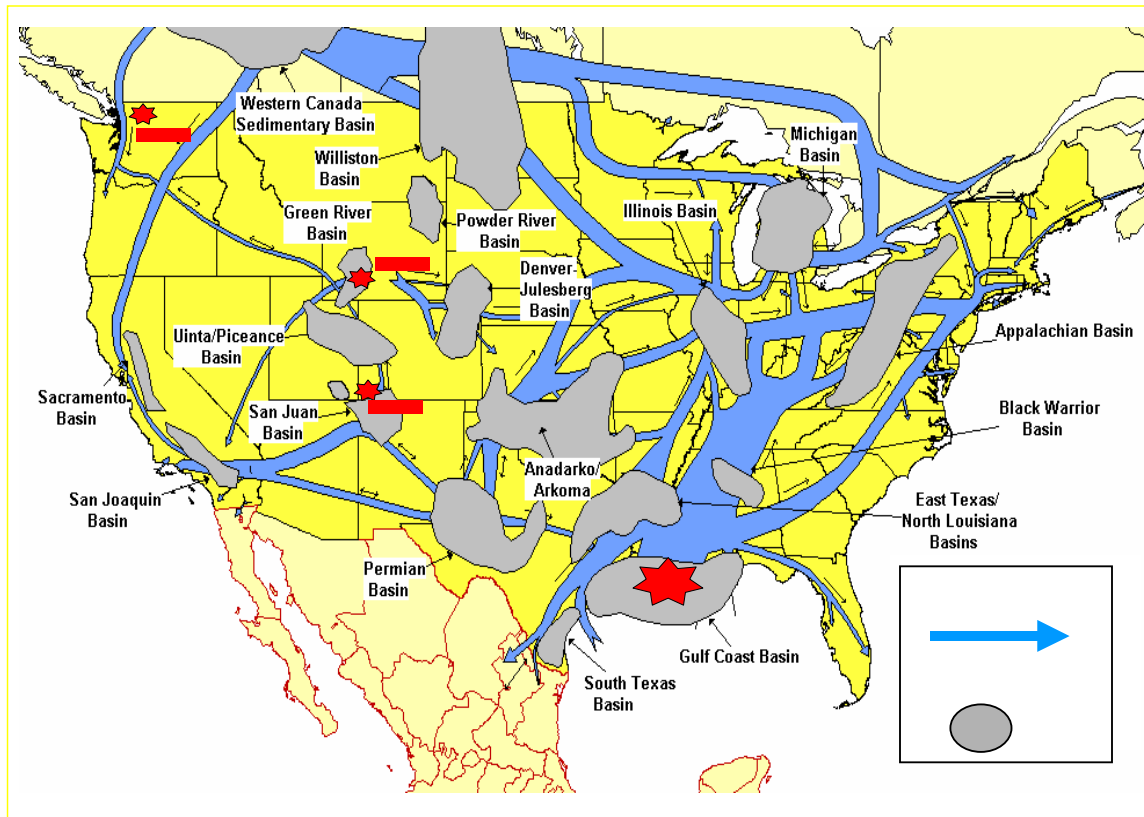 Western Canada
Sedimentary Basin
Michigan
Basin
Williston
Basin
Green River
Basin
Powder River
Basin
Illinois Basin
Denver-
Julesberg
Basin
Uinta/Piceance
Basin
Appalachian Basin
Sacramento
Basin
San Juan
Basin
Black Warrior
Basin
Anadarko/
Arkoma
San Joaquin
Basin
East Texas/
North Louisiana
Basins
Permian
Basin
Gulf Coast Basin
South Texas
Basin